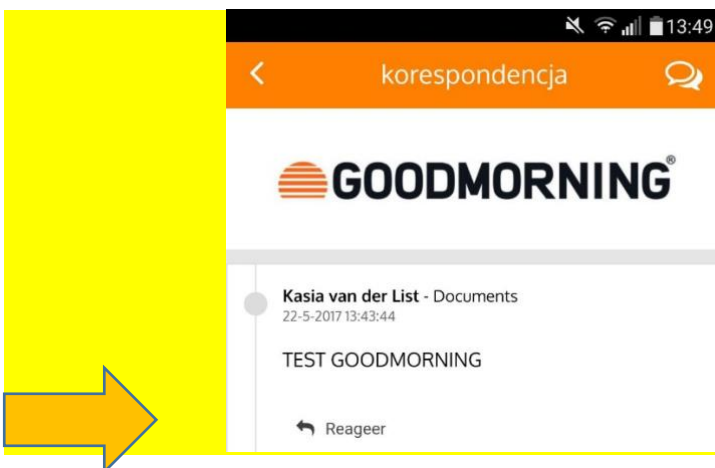 13:49
korespondencja
GOODMORNING®
Kasia van der List - Documents
22-5-2017 13:43:44
TEST GOODMORNING
Reageer